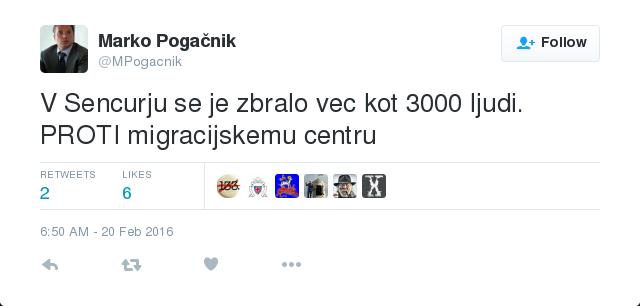 Marko Pogačnik
@MPogacnik
Follow
V Sencurju se je zbralo vec kot 3000 ljudi.
PROTI migracijskemu centru
RETWEETS LIKES
2 6
6:50 AM - 20 Feb 2016